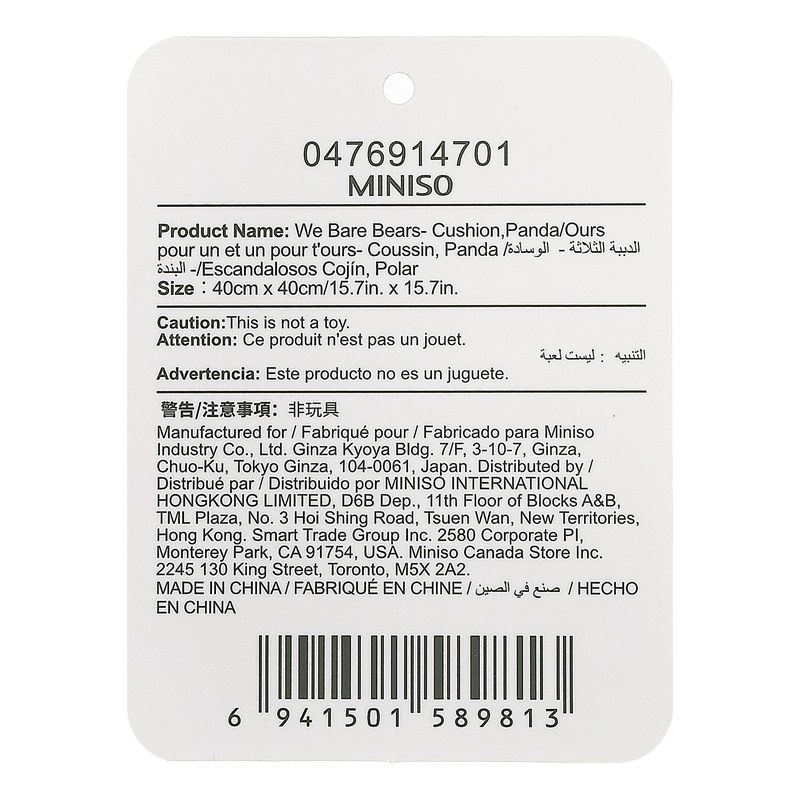 0476914701
MINISO
Product Name: We Bare Bears- Cushion,Panda/Ours
pour un et un pour t'ours- Coussin, Panda /الدببة الثلاثة - الوسادة
البندة -/Escandalosos Cojín, Polar
Size：40cm x 40cm/15.7in. x 15.7in.
Caution:This is not a toy.
Attention: Ce produit n'est pas un jouet.
التنبيه : ليست لعبة
Advertencia: Este producto no es un juguete.
警告/注意事項：非玩具
Manufactured for / Fabriqué pour / Fabricado para Miniso
Industry Co., Ltd. Ginza Kyoya Bldg. 7/F, 3-10-7, Ginza,
Chuo-Ku, Tokyo Ginza, 104-0061, Japan. Distributed by /
Distribué par / Distribuido por MINISO INTERNATIONAL
HONGKONG LIMITED, D6B Dep., 11th Floor of Blocks A&B,
TML Plaza, No. 3 Hoi Shing Road, Tsuen Wan, New Territories,
Hong Kong. Smart Trade Group Inc. 2580 Corporate Pl,
Monterey Park, CA 91754, USA. Miniso Canada Store Inc.
2245 130 King Street, Toronto, M5X 2A2.
MADE IN CHINA / FABRIQUÉ EN CHINE / صنع في الصين / HECHO
EN CHINA
6 941501 589813